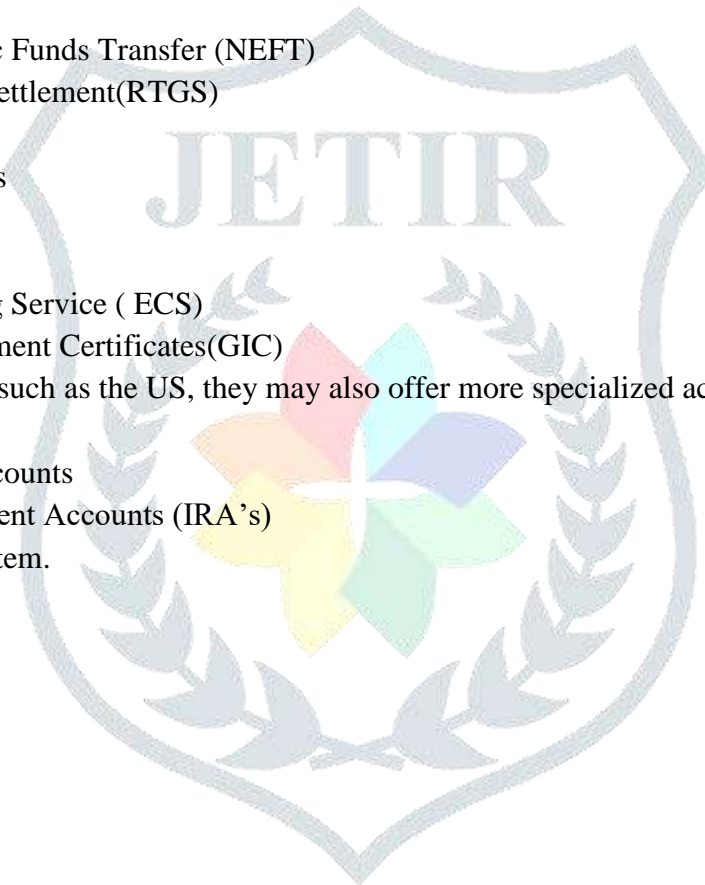 c Funds Transfer (NEFT)
ettlement(RTGS)
JETIR
s
g Service ( ECS)
ment Certificates(GIC)
such as the US, they may also offer more specialized ac
counts
ent Accounts (IRA’s)
tem.